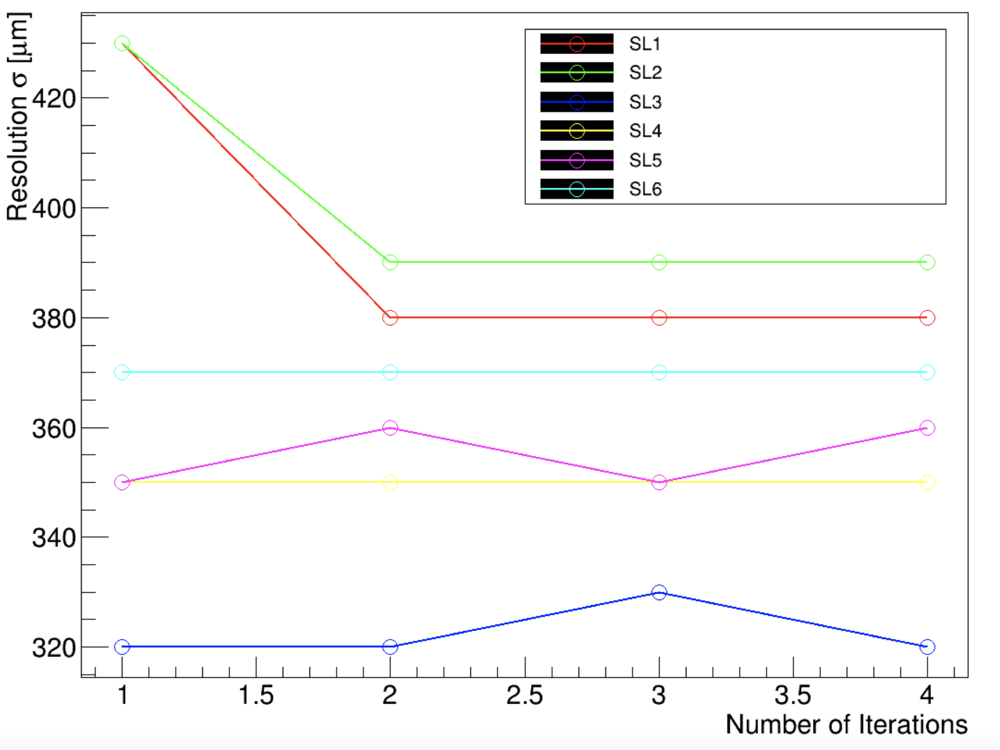 Resolution σ [μm]
420
400
380
360
340
320
SL1
SL2
SL3
SL4
SL5
SL6
1 1.5 2 2.5 3 3.5 4
Number of Iterations